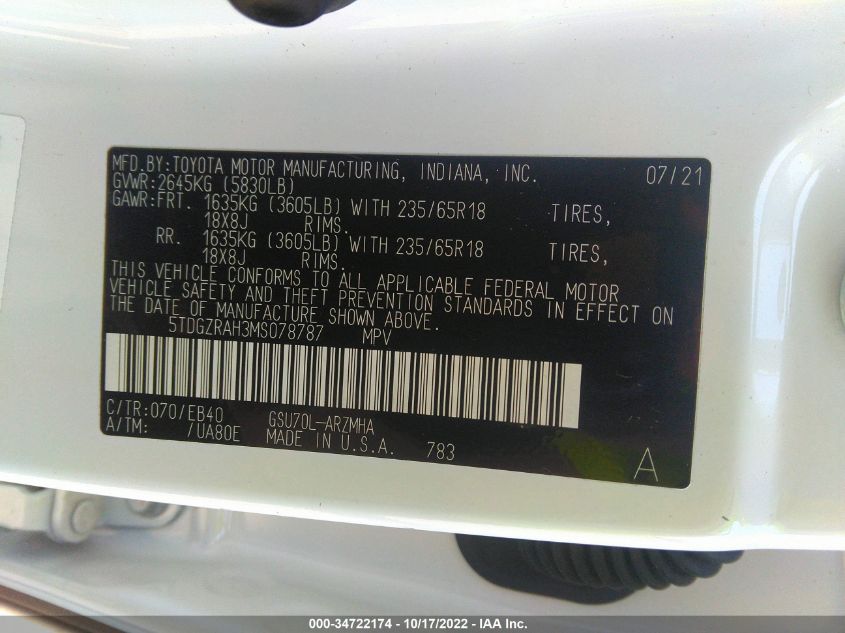 MFD.BY:TOYOTA MOTOR MANUFACTURING, INDIANA, INC. 07/21
GVWR:2645KG (5830LB)
GAWR:FRT. 1635KG (3605LB) WITH 235/65R18 TIRES,
18X8J RIMS.
RR. 1635KG (3605LB) WITH 235/65R18 TIRES,
18X8J RIMS.
THIS VEHICLE CONFORMS TO ALL APPLICABLE FEDERAL MOTOR
VEHICLE SAFETY AND THEFT PREVENTION STANDARDS IN EFFECT ON
THE DATE OF MANUFACTURE SHOWN ABOVE.
5TDGZRAH3MS078787 MPV
C/TR:070/EB40 GSU70L-ARZMHA
A/TM: /UA80E MADE IN U.S.A. 783
A
000-34722174 - 10/17/2022 - IAA Inc.